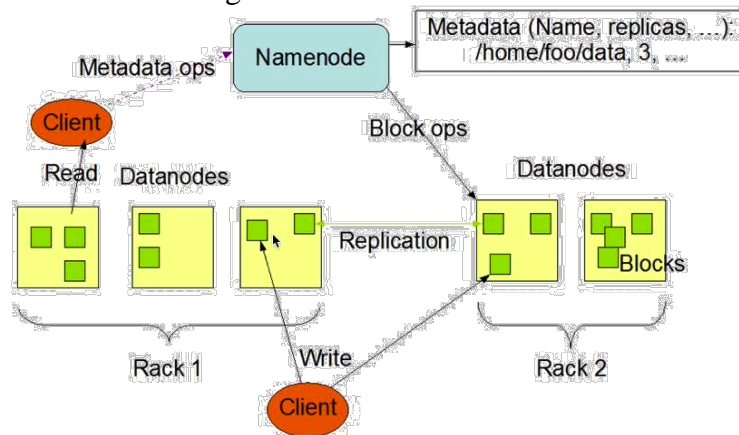 Metadata (Name, replicas, ...):
/home/foo/data, 3, ...
Namenode
Metadata ops
Client
Block ops
Read
Datanodes
Datanodes
Replication
Blocks
Rack 1
Write
Rack 2
Client